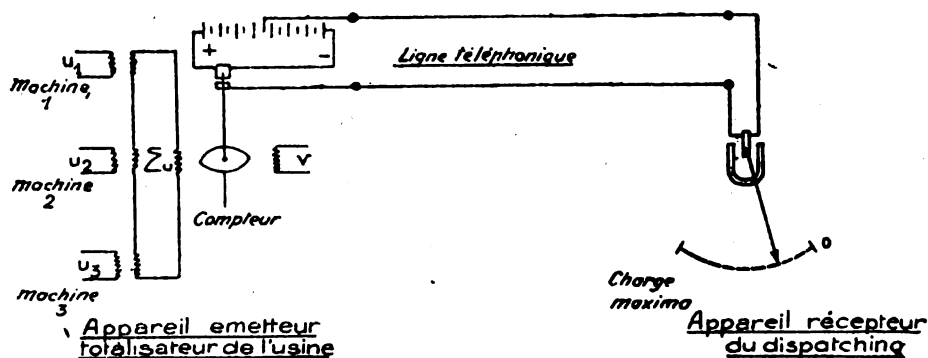 + -
Ligne téléphonique
u1
machine
1
u2
machine
2
Σu
v
Compteur
u3
machine
3
Charge
maxima
0
Appareil emetteur
totalisateur de l'usine
Appareil récepteur
du dispatching